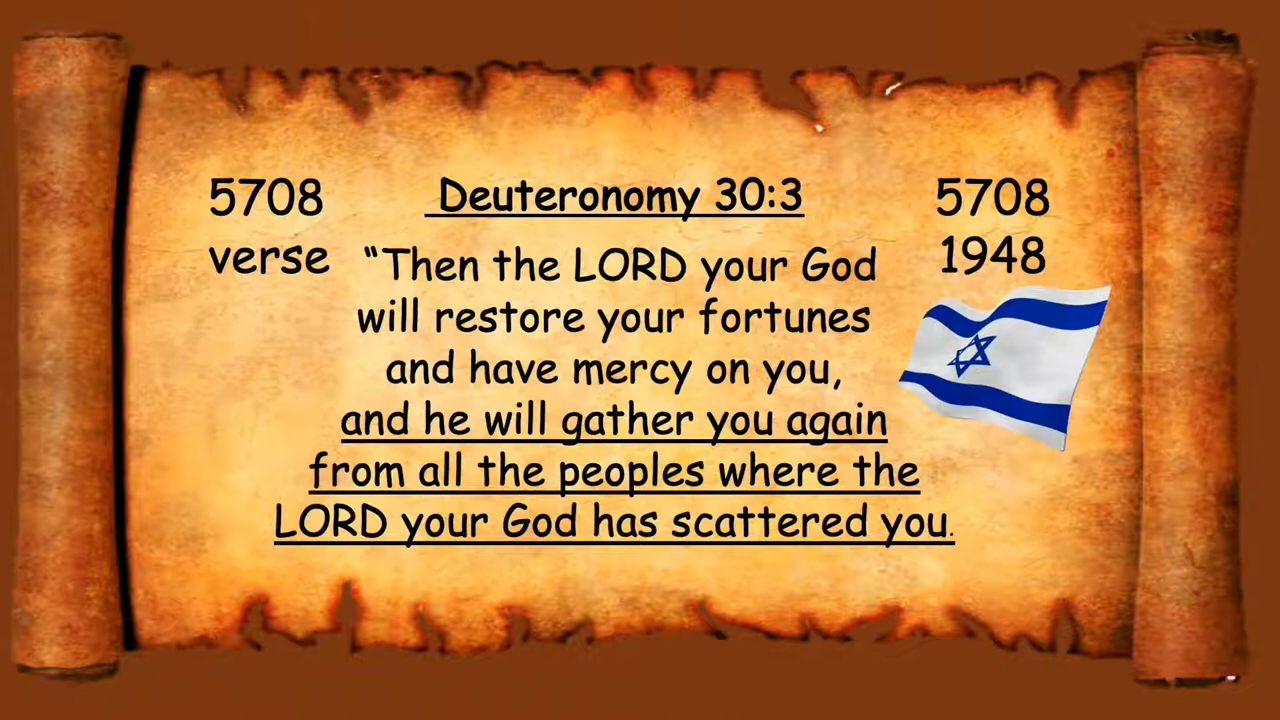 5708
verse
Deuteronomy 30:3
“Then the LORD your God
will restore your fortunes
and have mercy on you,
and he will gather you again
from all the peoples where the
LORD your God has scattered you.
5708
1948